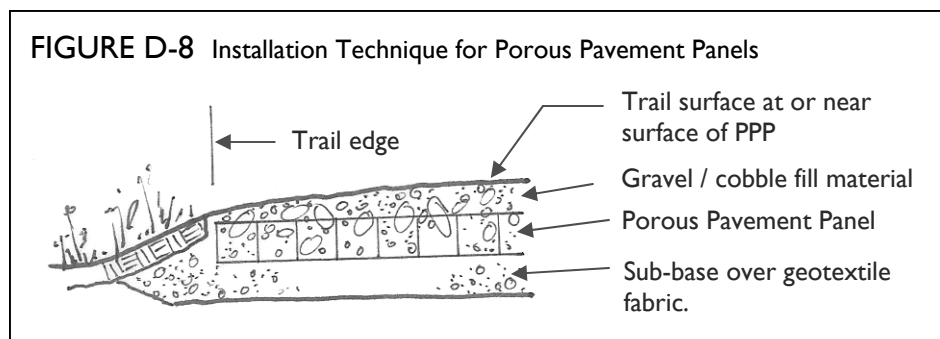 FIGURE D-8 Installation Technique for Porous Pavement Panels
Trail edge
Trail surface at or near
surface of PPP
Gravel / cobble fill material
Porous Pavement Panel
Sub-base over geotextile
fabric.